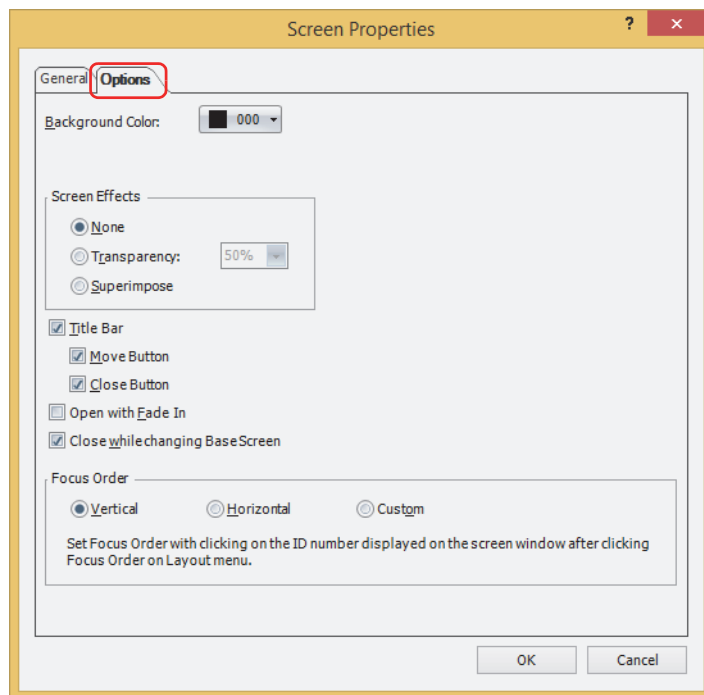 Screen Properties
?
×
General Options
Background Color: 000
Screen Effects
None
Transparency: 50%
Superimpose
Title Bar
Move Button
Close Button
Open with Fade In
Close while changing Base Screen
Focus Order
Vertical Horizontal Custom
Set Focus Order with clicking on the ID number displayed on the screen window after clicking
Focus Order on Layout menu.
OK Cancel